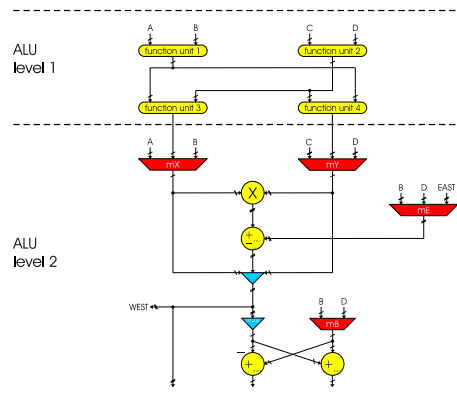 A B C D
ALU
level 1
function unit 1 function unit 2
function unit 3 function unit 4
A B C D
mX mY
B D EAST
X mE
+
− ...
ALU
level 2
WEST
B D
mB
−
+... +...